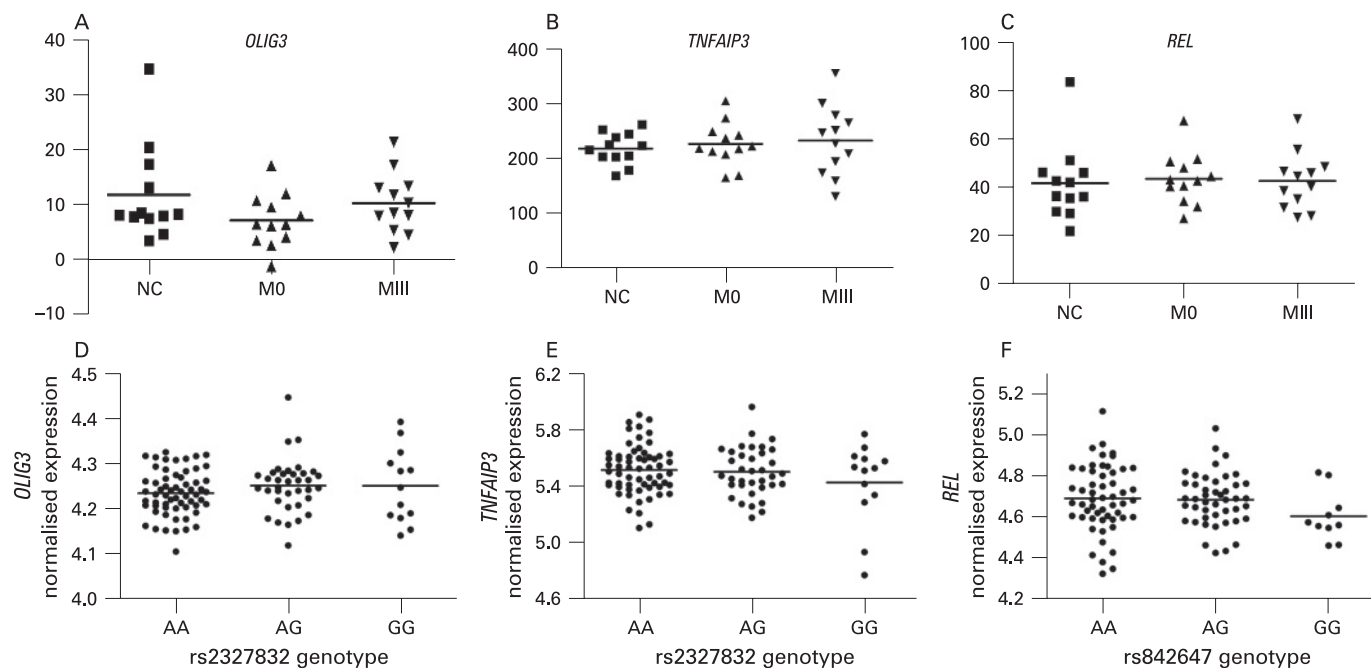 A
OLIG3
40
30
20
10
0
−10
NC M0 MIII
B
TNFAIP3
400
300
200
100
0
NC M0 MIII
C
REL
100
80
60
40
20
0
NC M0 MIII
D
OLIG3
normalised expression
4.5
4.4
4.3
4.2
4.1
4.0
AA AG GG
rs2327832 genotype
E
TNFAIP3
normalised expression
6.2
5.8
5.4
5.0
4.6
AA AG GG
rs2327832 genotype
F
REL
normalised expression
5.2
5.0
4.8
4.6
4.4
4.2
AA AG GG
rs842647 genotype